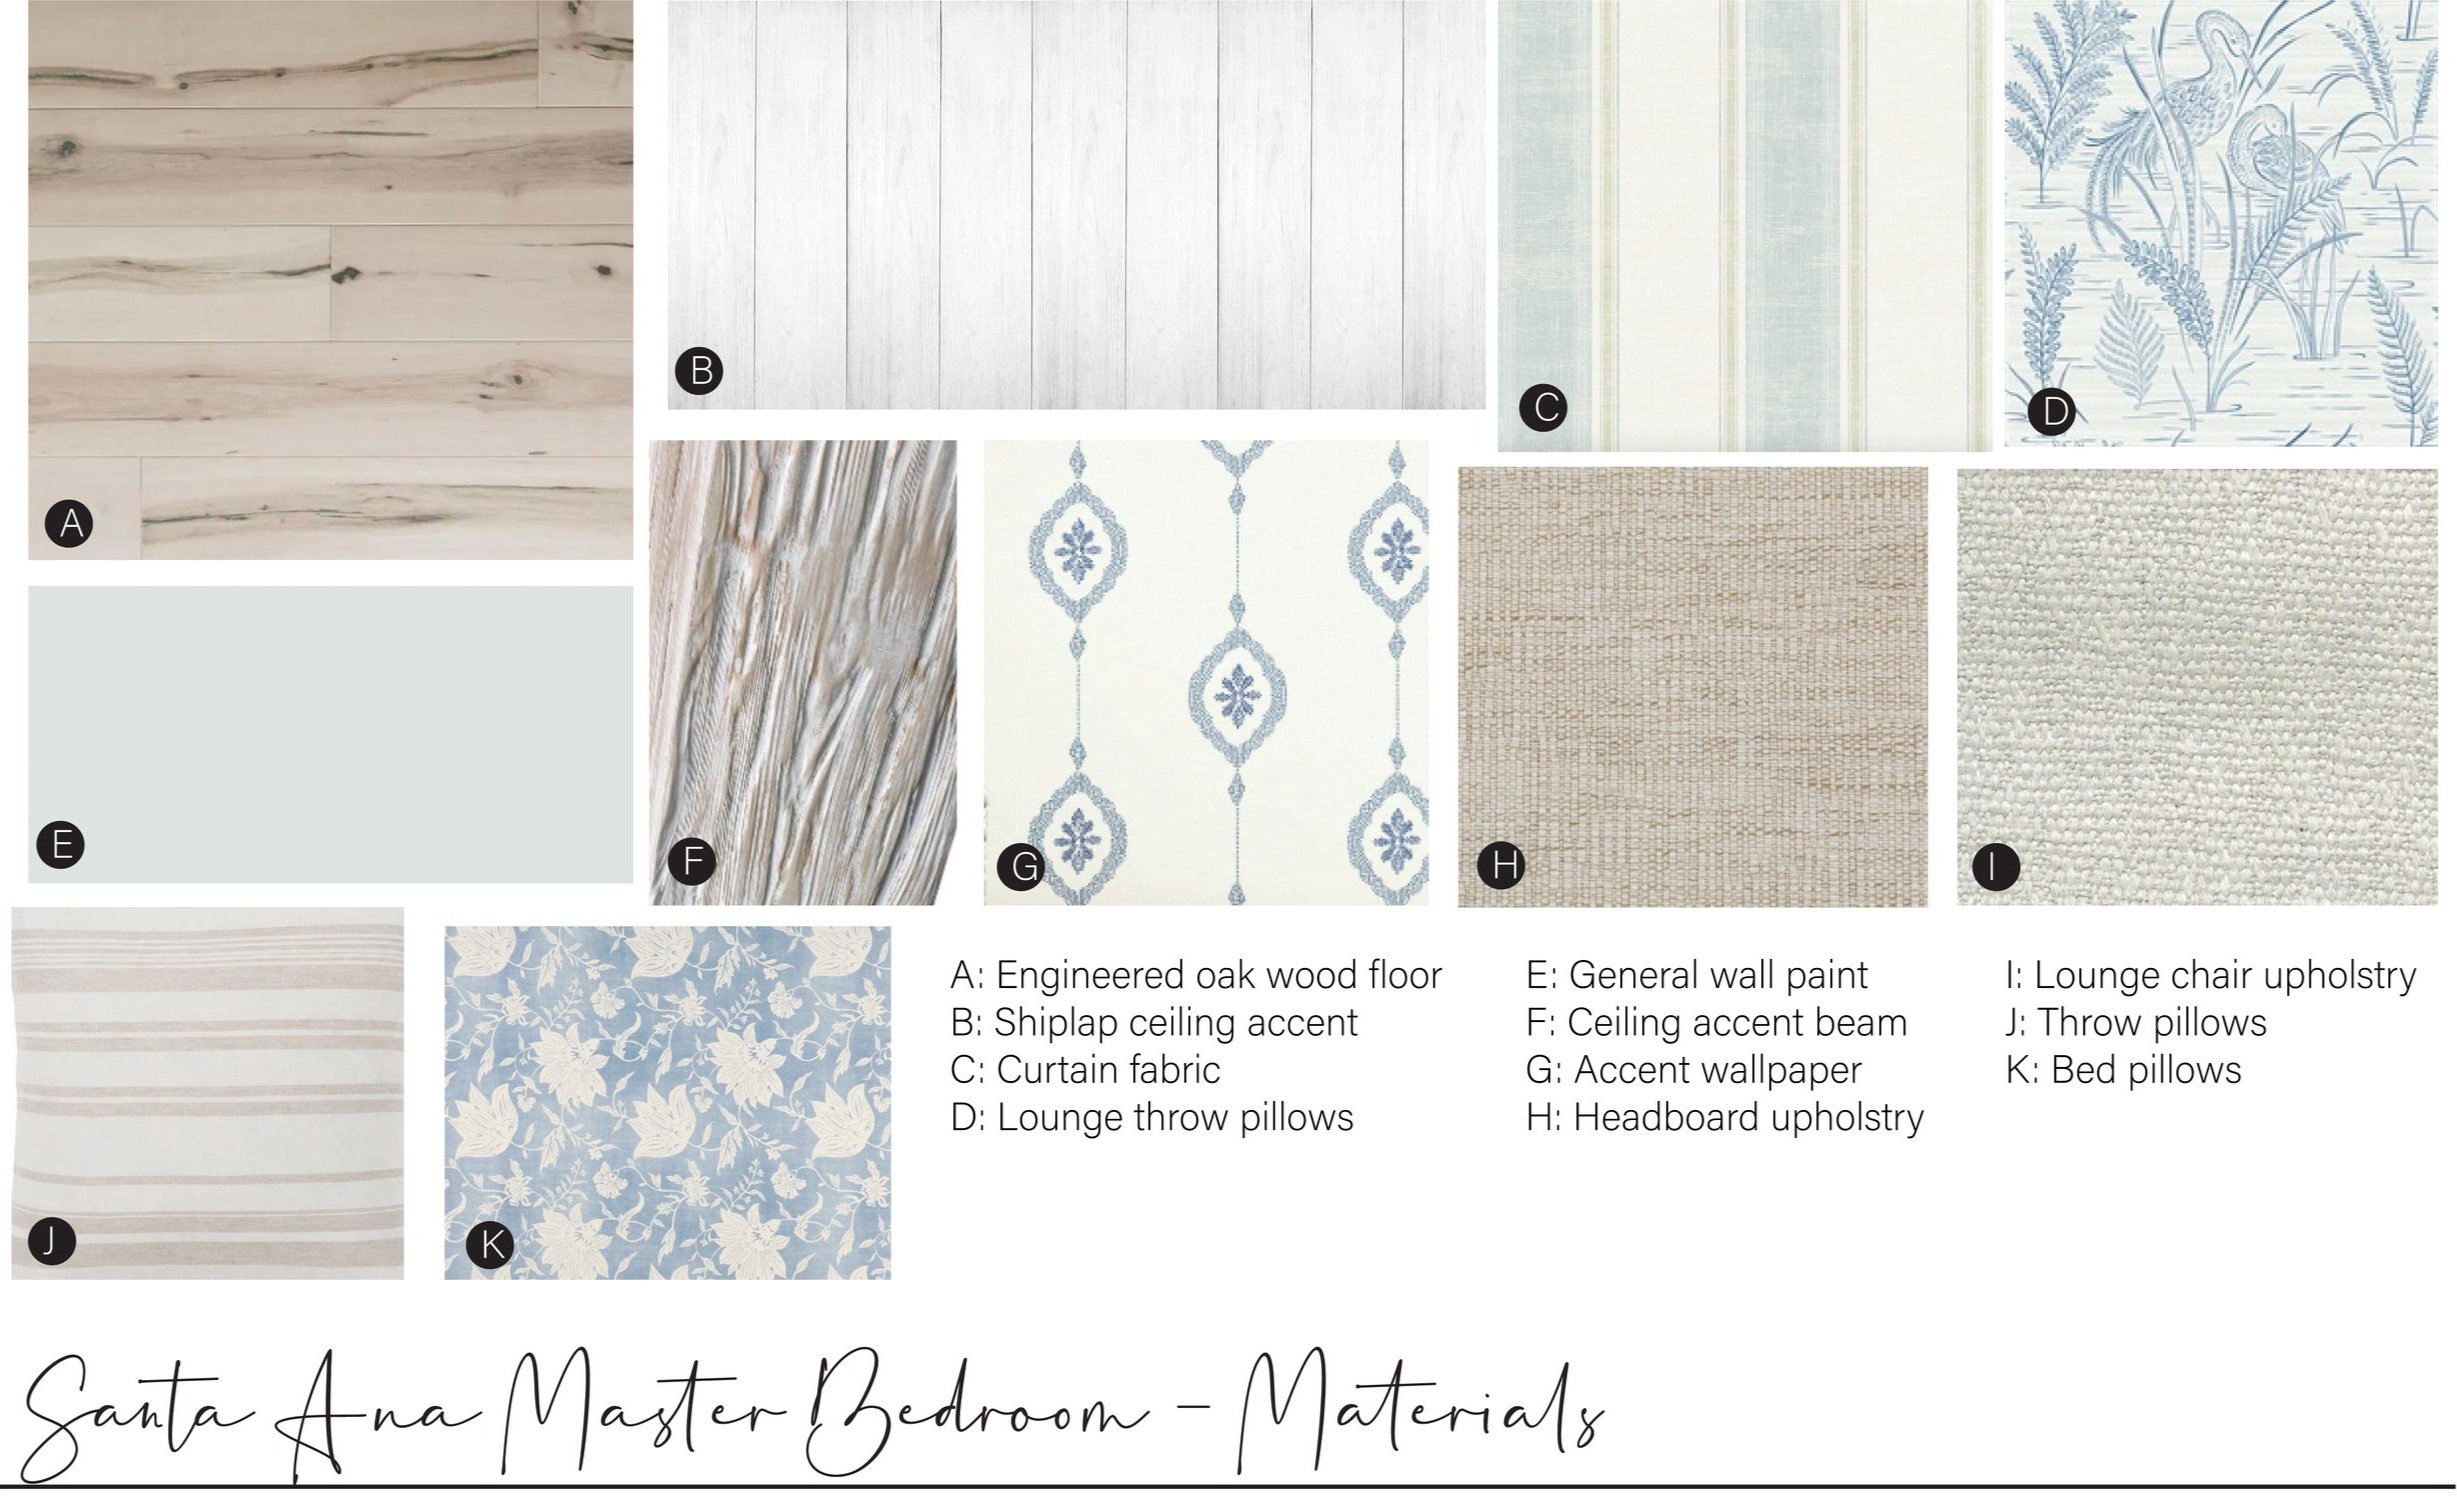 A
B
C
D
E
F
G
H
I
J
K
A: Engineered oak wood floor
B: Shiplap ceiling accent
C: Curtain fabric
D: Lounge throw pillows
E: General wall paint
F: Ceiling accent beam
G: Accent wallpaper
H: Headboard upholstry
I: Lounge chair upholstry
J: Throw pillows
K: Bed pillows
Santa Ana Master Bedroom - Materials